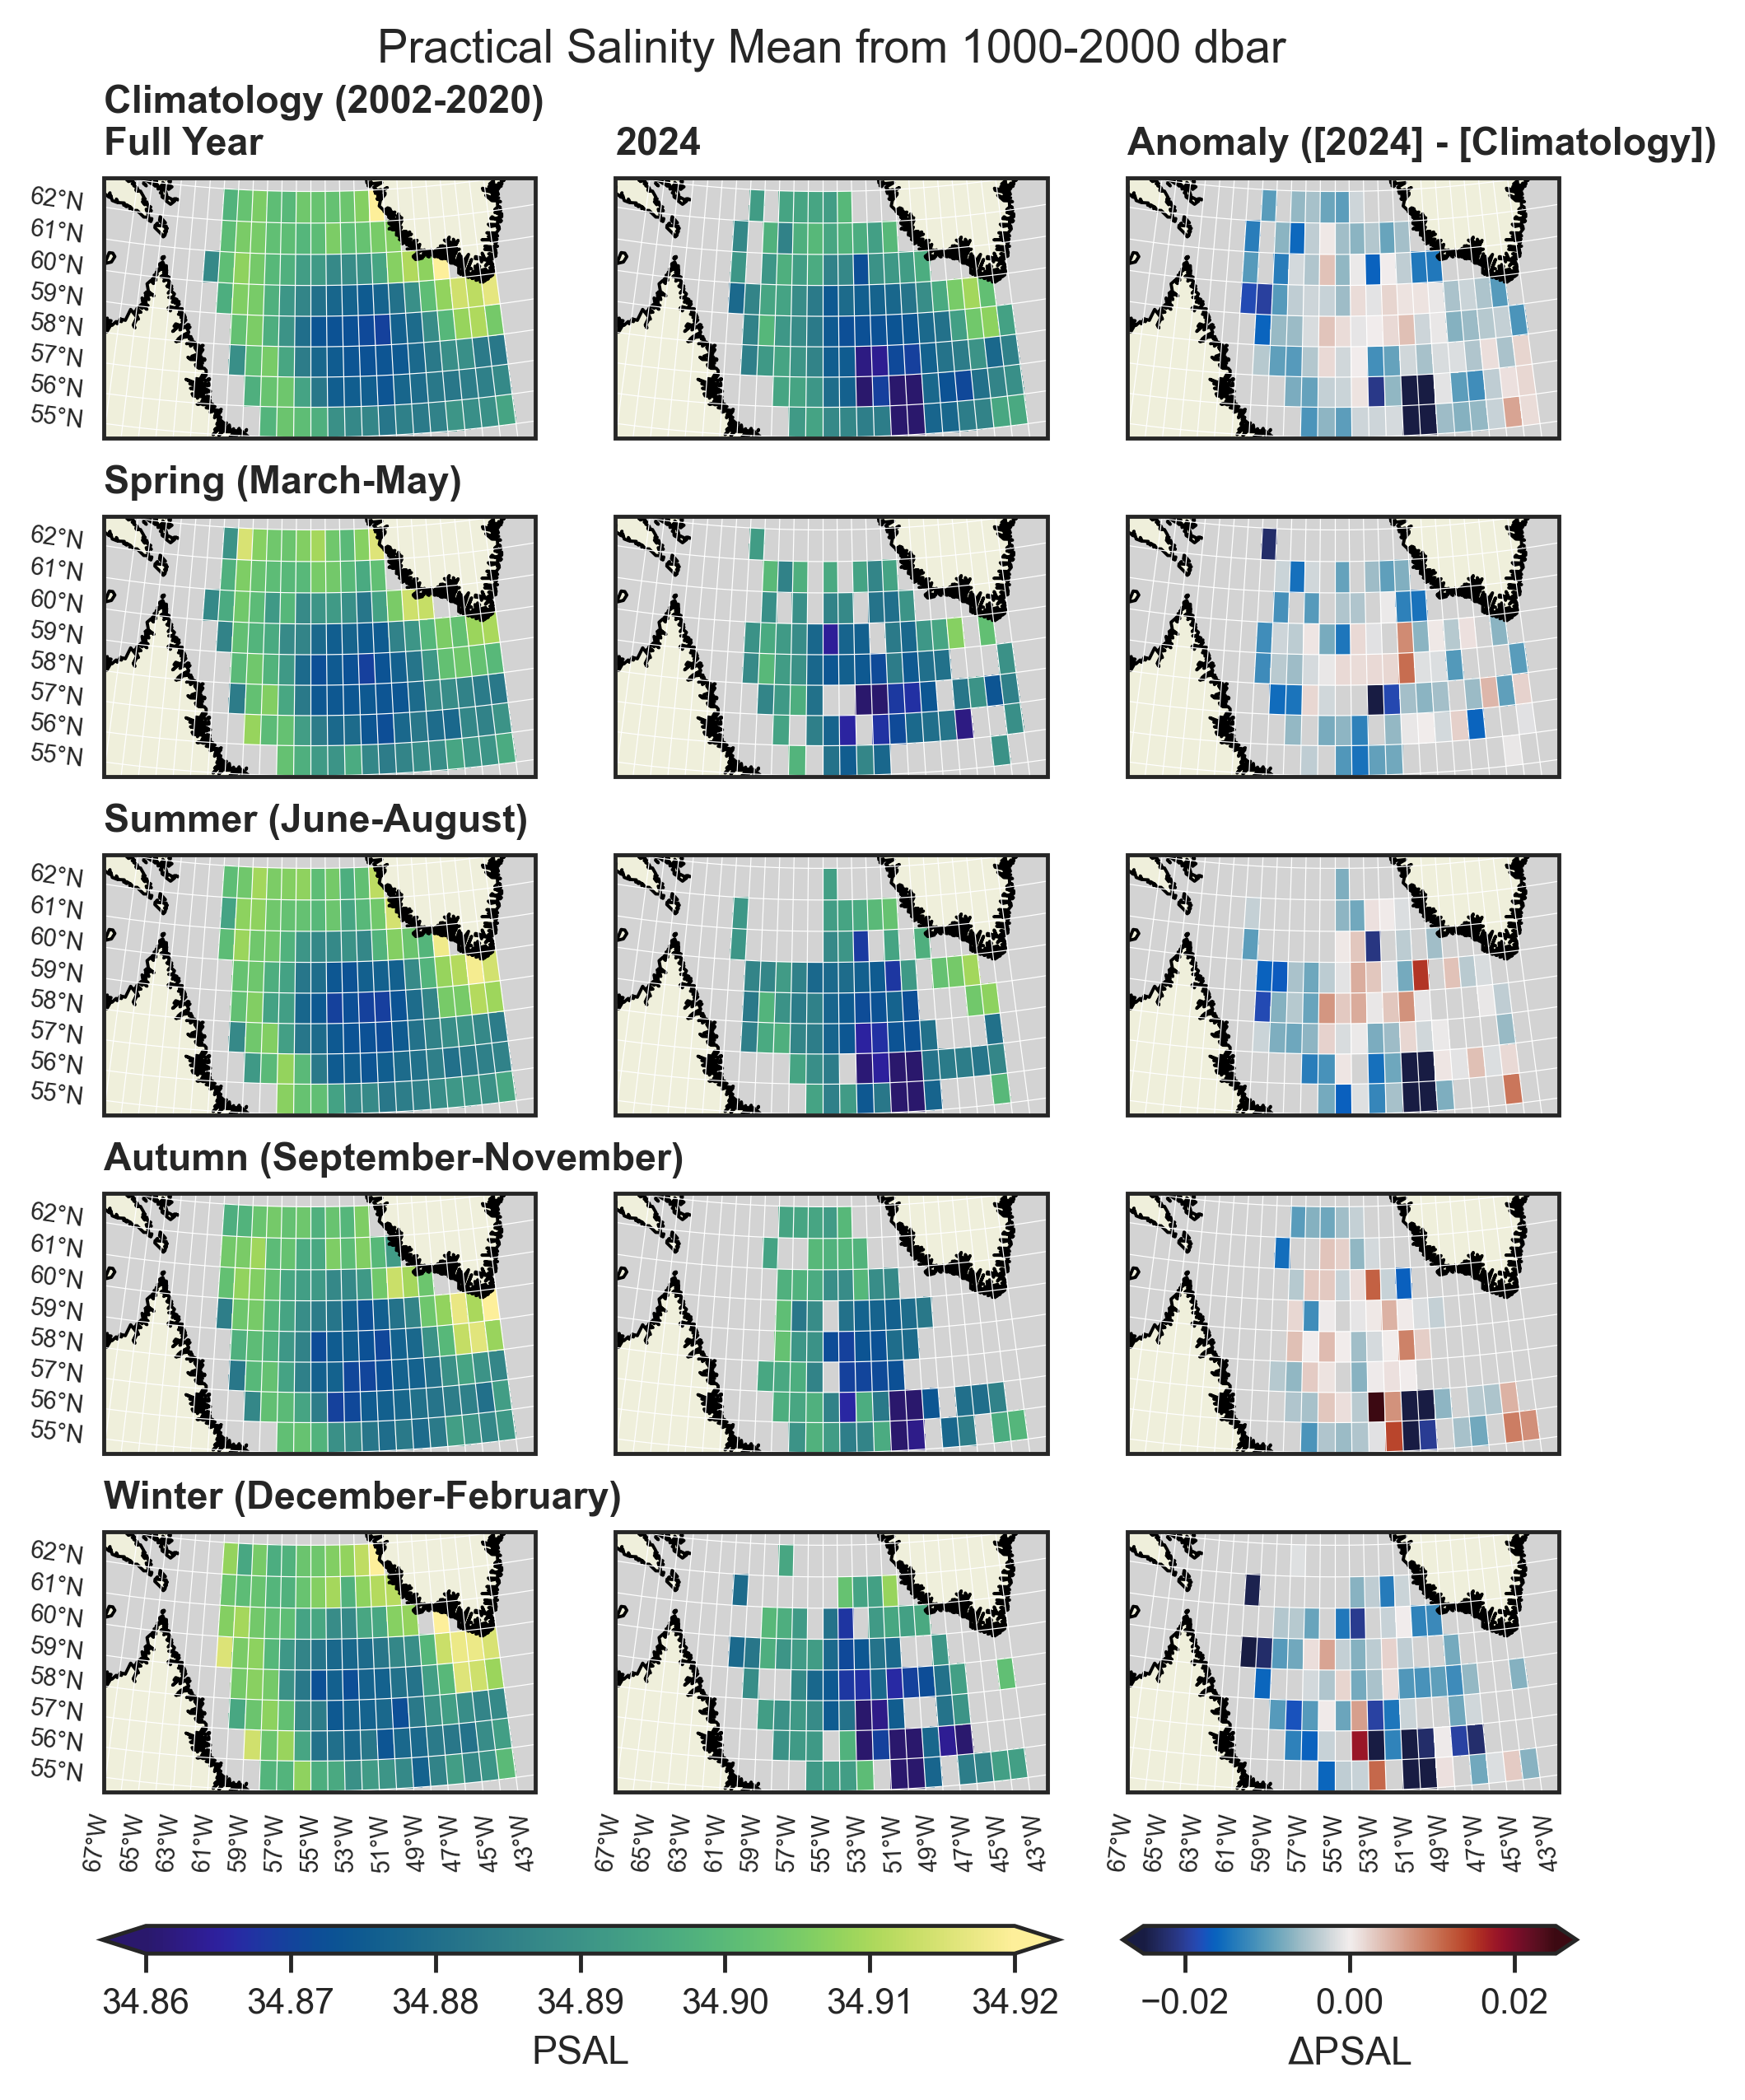 Practical Salinity Mean from 1000-2000 dbar
Climatology (2002-2020)
Full Year
2024
Anomaly ([2024] - [Climatology])
62°N
61°N
60°N
59°N
58°N
57°N
56°N
55°N
Spring (March-May)
62°N
61°N
60°N
59°N
58°N
57°N
56°N
55°N
Summer (June-August)
62°N
61°N
60°N
59°N
58°N
57°N
56°N
55°N
Autumn (September-November)
62°N
61°N
60°N
59°N
58°N
57°N
56°N
55°N
Winter (December-February)
62°N
61°N
60°N
59°N
58°N
57°N
56°N
55°N
67°W 65°W 63°W 61°W 59°W 57°W 55°W 53°W 51°W 49°W 47°W 45°W 43°W
67°W 65°W 63°W 61°W 59°W 57°W 55°W 53°W 51°W 49°W 47°W 45°W 43°W
67°W 65°W 63°W 61°W 59°W 57°W 55°W 53°W 51°W 49°W 47°W 45°W 43°W
34.86 34.87 34.88 34.89 34.90 34.91 34.92
PSAL
−0.02 0.00 0.02
ΔPSAL